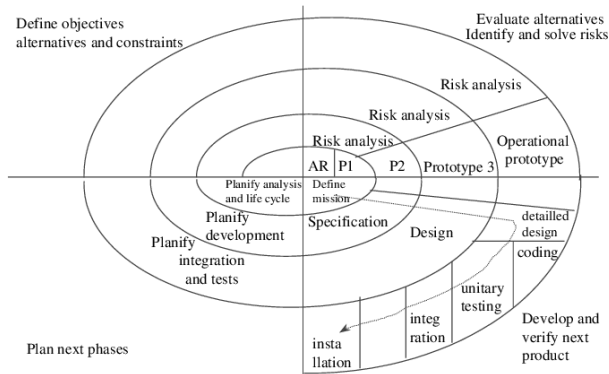 Define objectives
alternatives and constraints
Evaluate alternatives
Identify and solve risks
Risk analysis
Risk analysis
Risk analysis
Operational
prototype
AR
P1
P2
Prototype 3
Planify analysis
and life cycle
Define
mission
Planify
development
Specification
Planify
integration
and tests
Design
detailled
design
coding
unitary
testing
integ
ration
insta
llation
Develop and
verify next
product
Plan next phases